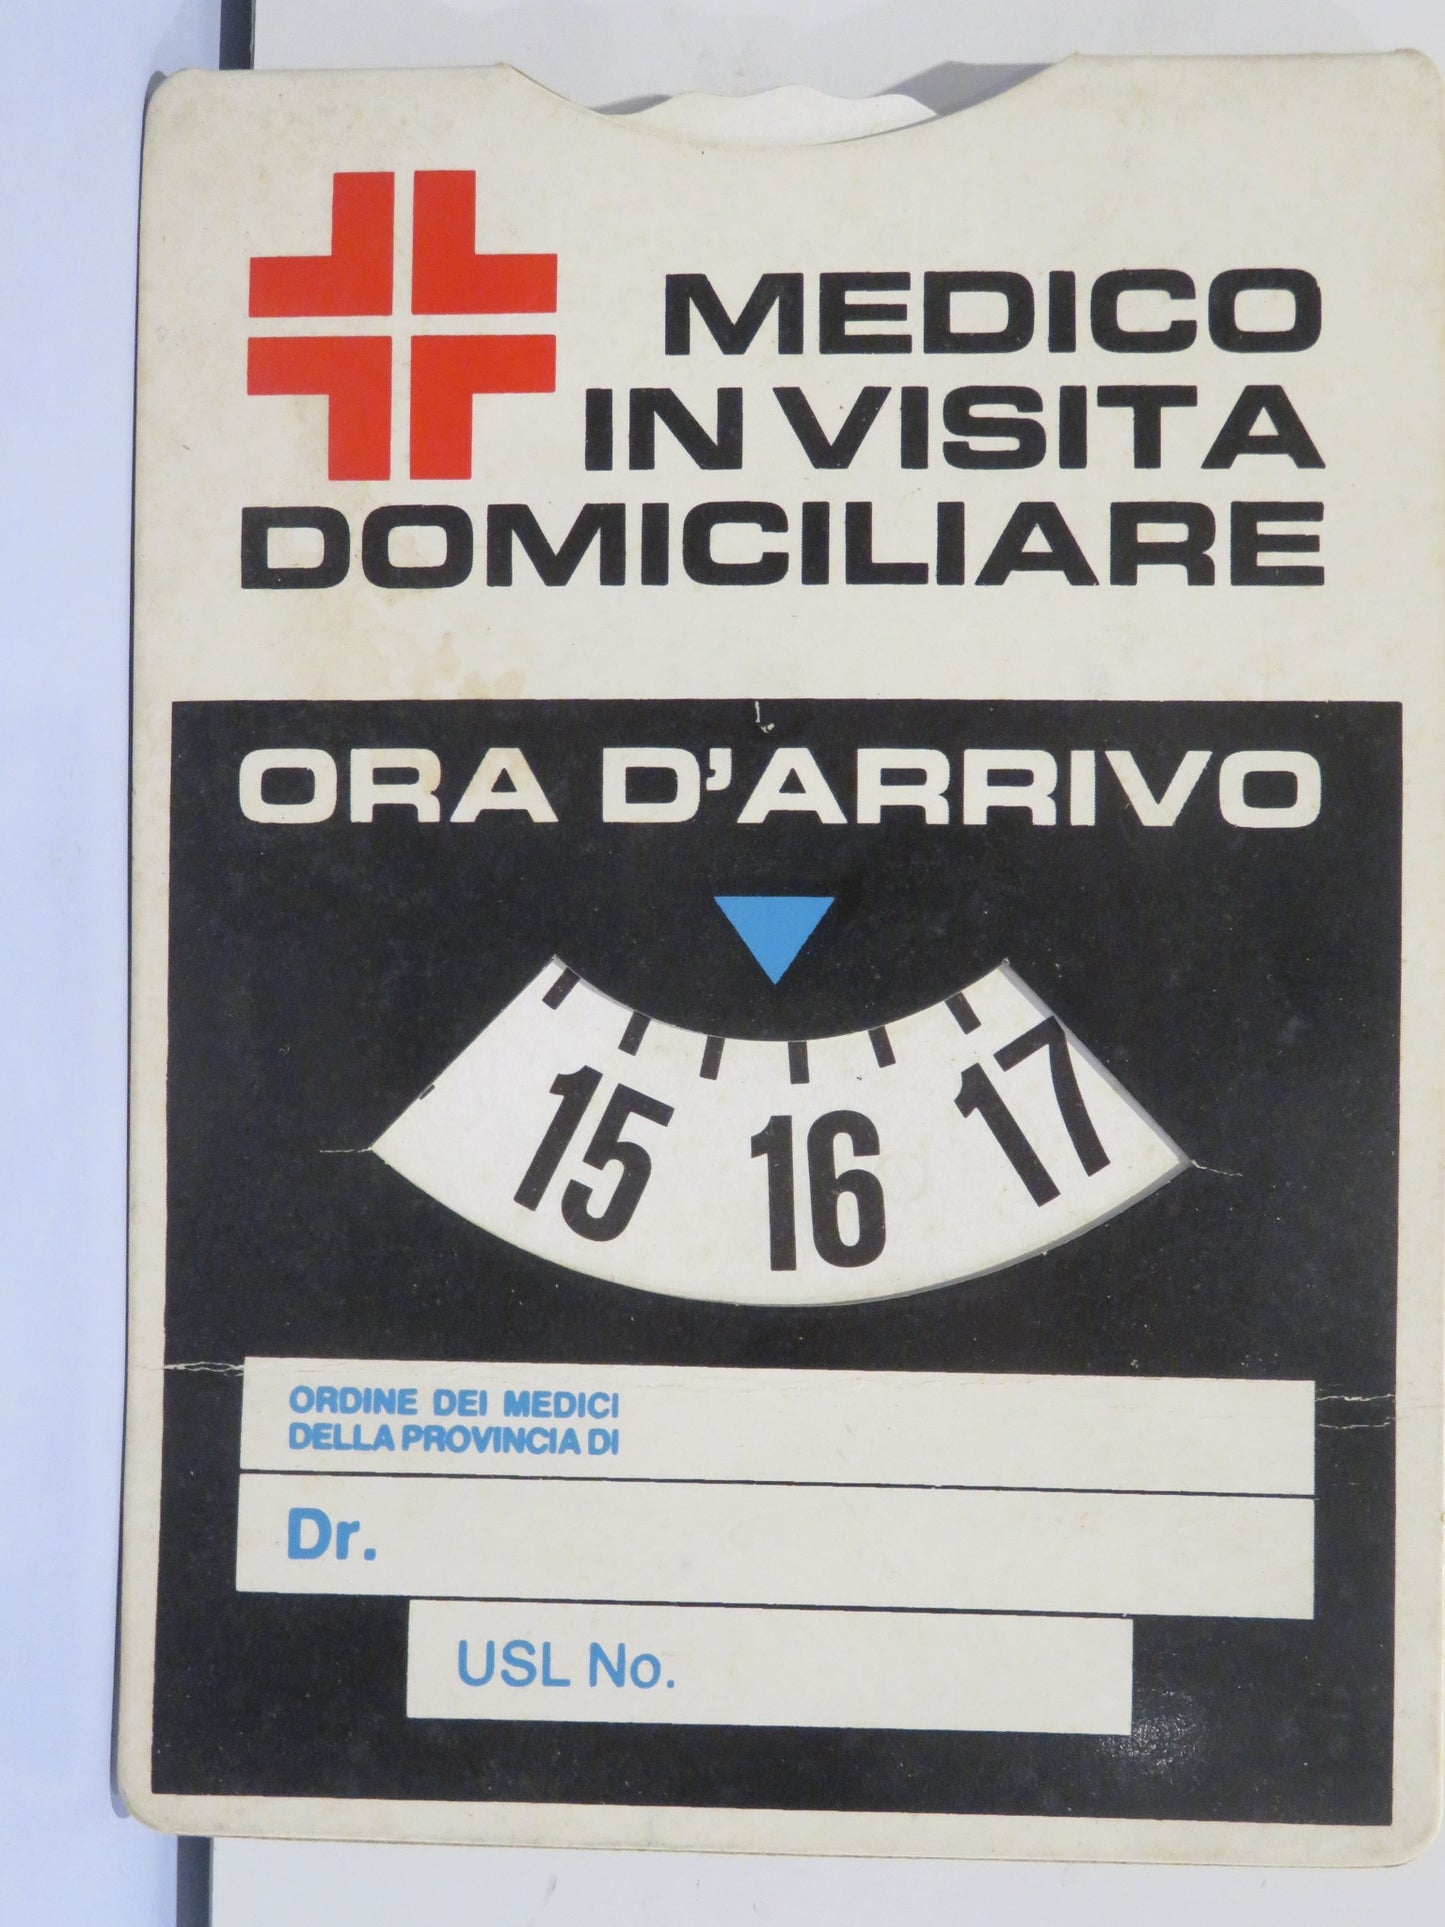 MEDICO
IN VISITA
DOMICILIARE
ORA D'ARRIVO
15 16 17
ORDINE DEI MEDICI
DELLA PROVINCIA DI
Dr.
USL No.